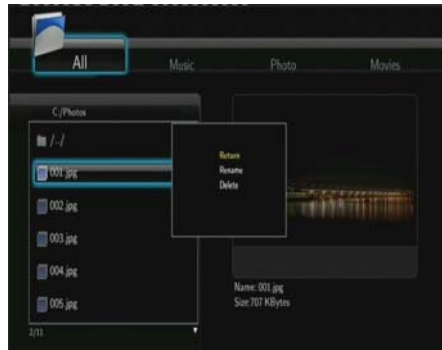 All
Music
Photo
Movies
C:/Photos
/../
001.jpg
002.jpg
003.jpg
004.jpg
005.jpg
2/11
Return
Rename
Delete
Name: 001.jpg
Size:707 KBytes